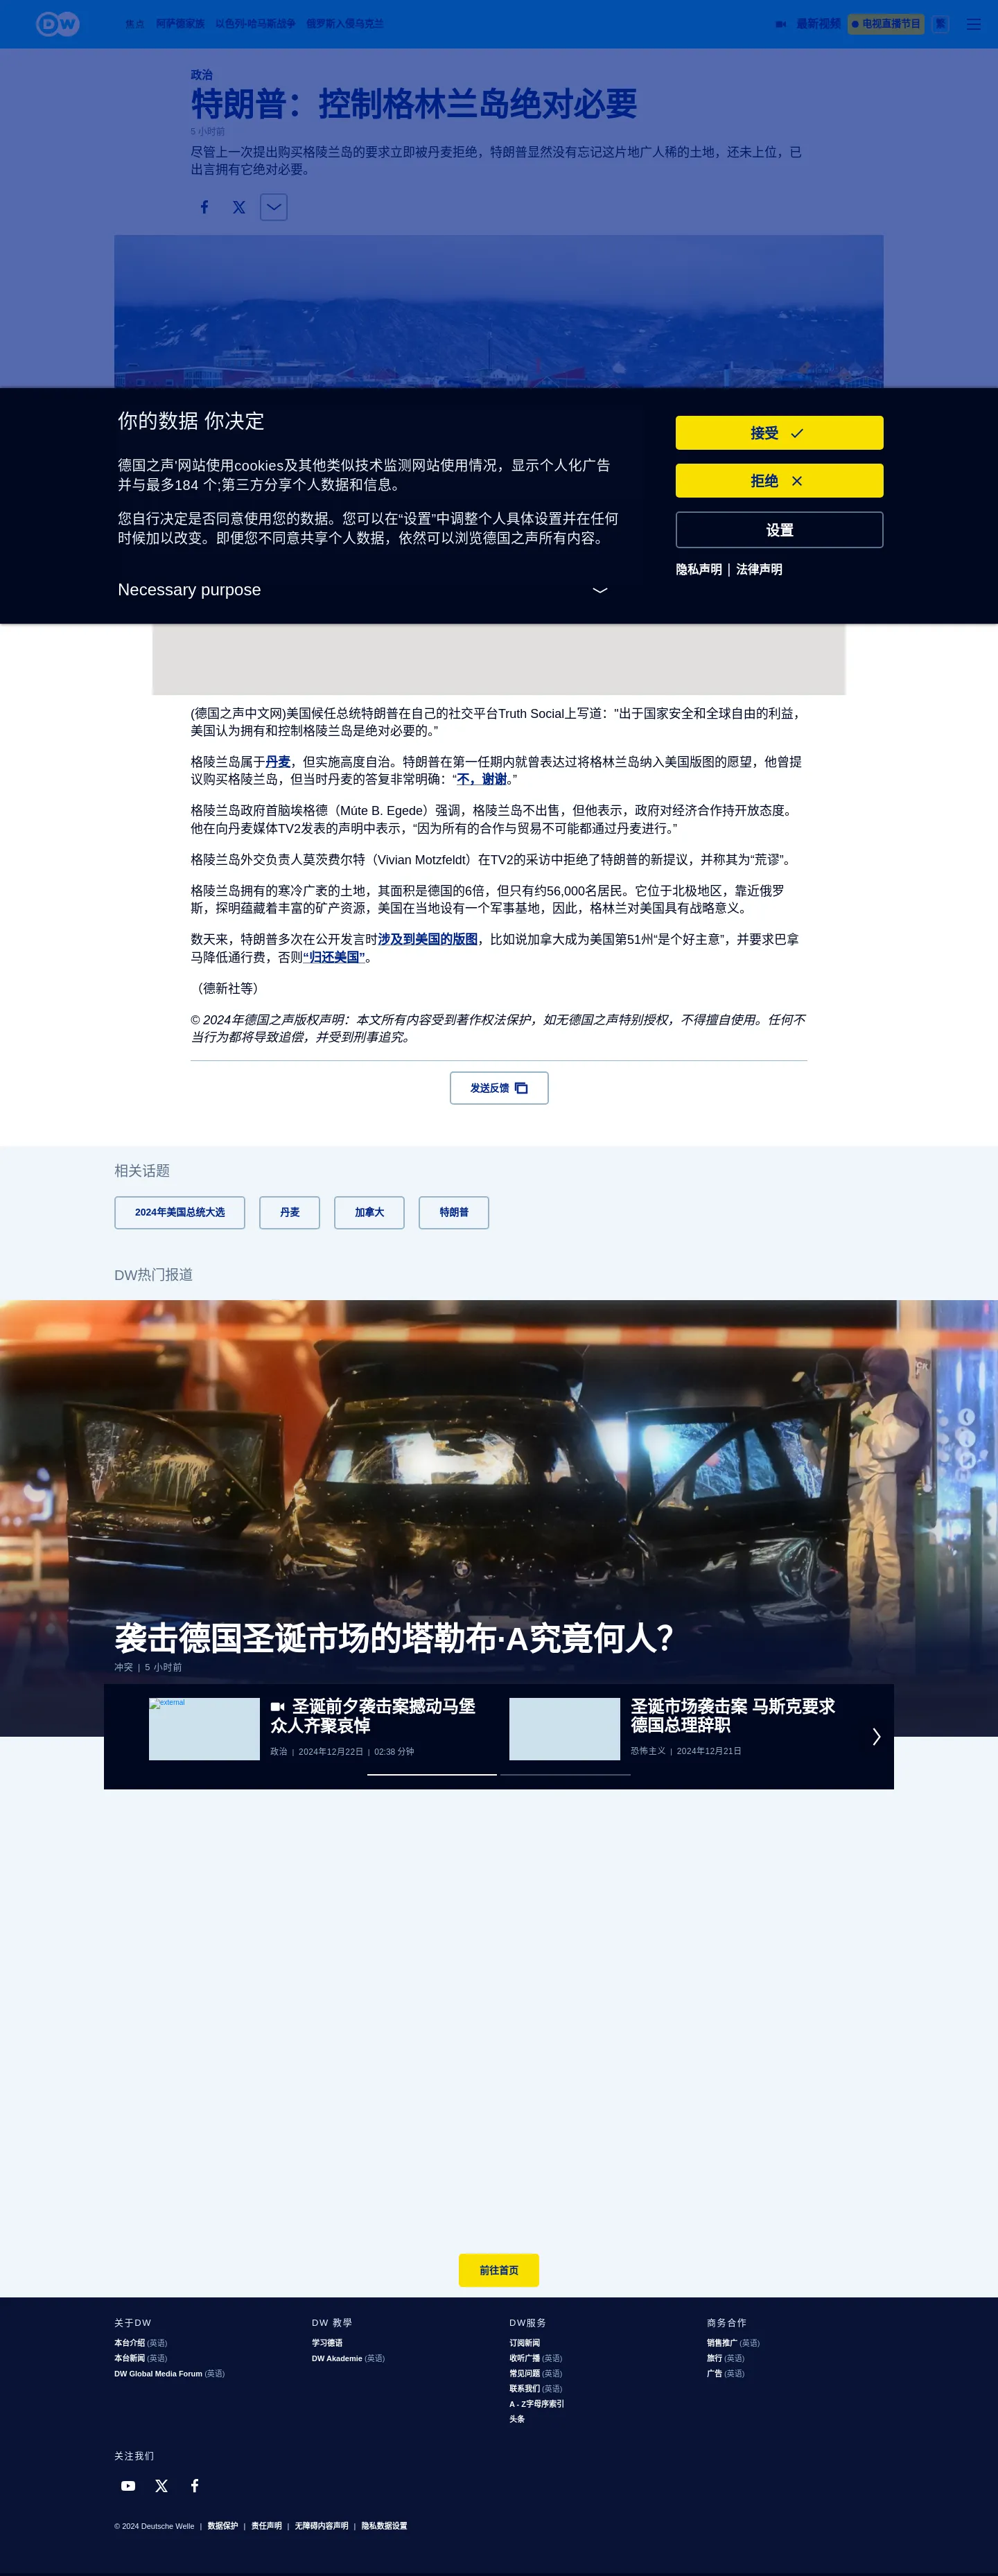 DW
焦点 阿萨德家族 以色列-哈马斯战争 俄罗斯入侵乌克兰
最新视频 电视直播节目 繁
政治
特朗普：控制格林兰岛绝对必要
5 小时前
尽管上一次提出购买格陵兰岛的要求立即被丹麦拒绝，特朗普显然没有忘记这片地广人稀的土地，还未上位，已
出言拥有它绝对必要。
你的数据 你决定
德国之声'网站使用cookies及其他类似技术监测网站使用情况，显示个人化广告
并与最多184 个;第三方分享个人数据和信息。
您自行决定是否同意使用您的数据。您可以在“设置”中调整个人具体设置并在任何
时候加以改变。即便您不同意共享个人数据，依然可以浏览德国之声所有内容。
Necessary purpose
接受
拒绝
设置
隐私声明 | 法律声明
(德国之声中文网)美国候任总统特朗普在自己的社交平台Truth Social上写道："出于国家安全和全球自由的利益，
美国认为拥有和控制格陵兰岛是绝对必要的。”
格陵兰岛属于丹麦，但实施高度自治。特朗普在第一任期内就曾表达过将格林兰岛纳入美国版图的愿望，他曾提
议购买格陵兰岛，但当时丹麦的答复非常明确：“不，谢谢。”
格陵兰岛政府首脑埃格德（Múte B. Egede）强调，格陵兰岛不出售，但他表示，政府对经济合作持开放态度。
他在向丹麦媒体TV2发表的声明中表示，“因为所有的合作与贸易不可能都通过丹麦进行。”
格陵兰岛外交负责人莫茨费尔特（Vivian Motzfeldt）在TV2的采访中拒绝了特朗普的新提议，并称其为“荒谬”。
格陵兰岛拥有的寒冷广袤的土地，其面积是德国的6倍，但只有约56,000名居民。它位于北极地区，靠近俄罗
斯，探明蕴藏着丰富的矿产资源，美国在当地设有一个军事基地，因此，格林兰对美国具有战略意义。
数天来，特朗普多次在公开发言时涉及到美国的版图，比如说加拿大成为美国第51州“是个好主意”，并要求巴拿
马降低通行费，否则“归还美国”。
（德新社等）
© 2024年德国之声版权声明：本文所有内容受到著作权法保护，如无德国之声特别授权，不得擅自使用。任何不
当行为都将导致追偿，并受到刑事追究。
发送反馈
相关话题
2024年美国总统大选 丹麦 加拿大 特朗普
DW热门报道
袭击德国圣诞市场的塔勒布·A究竟何人？
冲突 | 5 小时前
external
圣诞前夕袭击案撼动马堡
众人齐聚哀悼
政治 | 2024年12月22日 | 02:38 分钟
圣诞市场袭击案 马斯克要求
德国总理辞职
恐怖主义 | 2024年12月21日
前往首页
关于DW
本台介绍 (英语)
本台新闻 (英语)
DW Global Media Forum (英语)
DW 教學
学习德语
DW Akademie (英语)
DW服务
订阅新闻
收听广播 (英语)
常见问题 (英语)
联系我们 (英语)
A - Z字母序索引
头条
商务合作
销售推广 (英语)
旅行 (英语)
广告 (英语)
关注我们
© 2024 Deutsche Welle | 数据保护 | 责任声明 | 无障碍内容声明 | 隐私数据设置